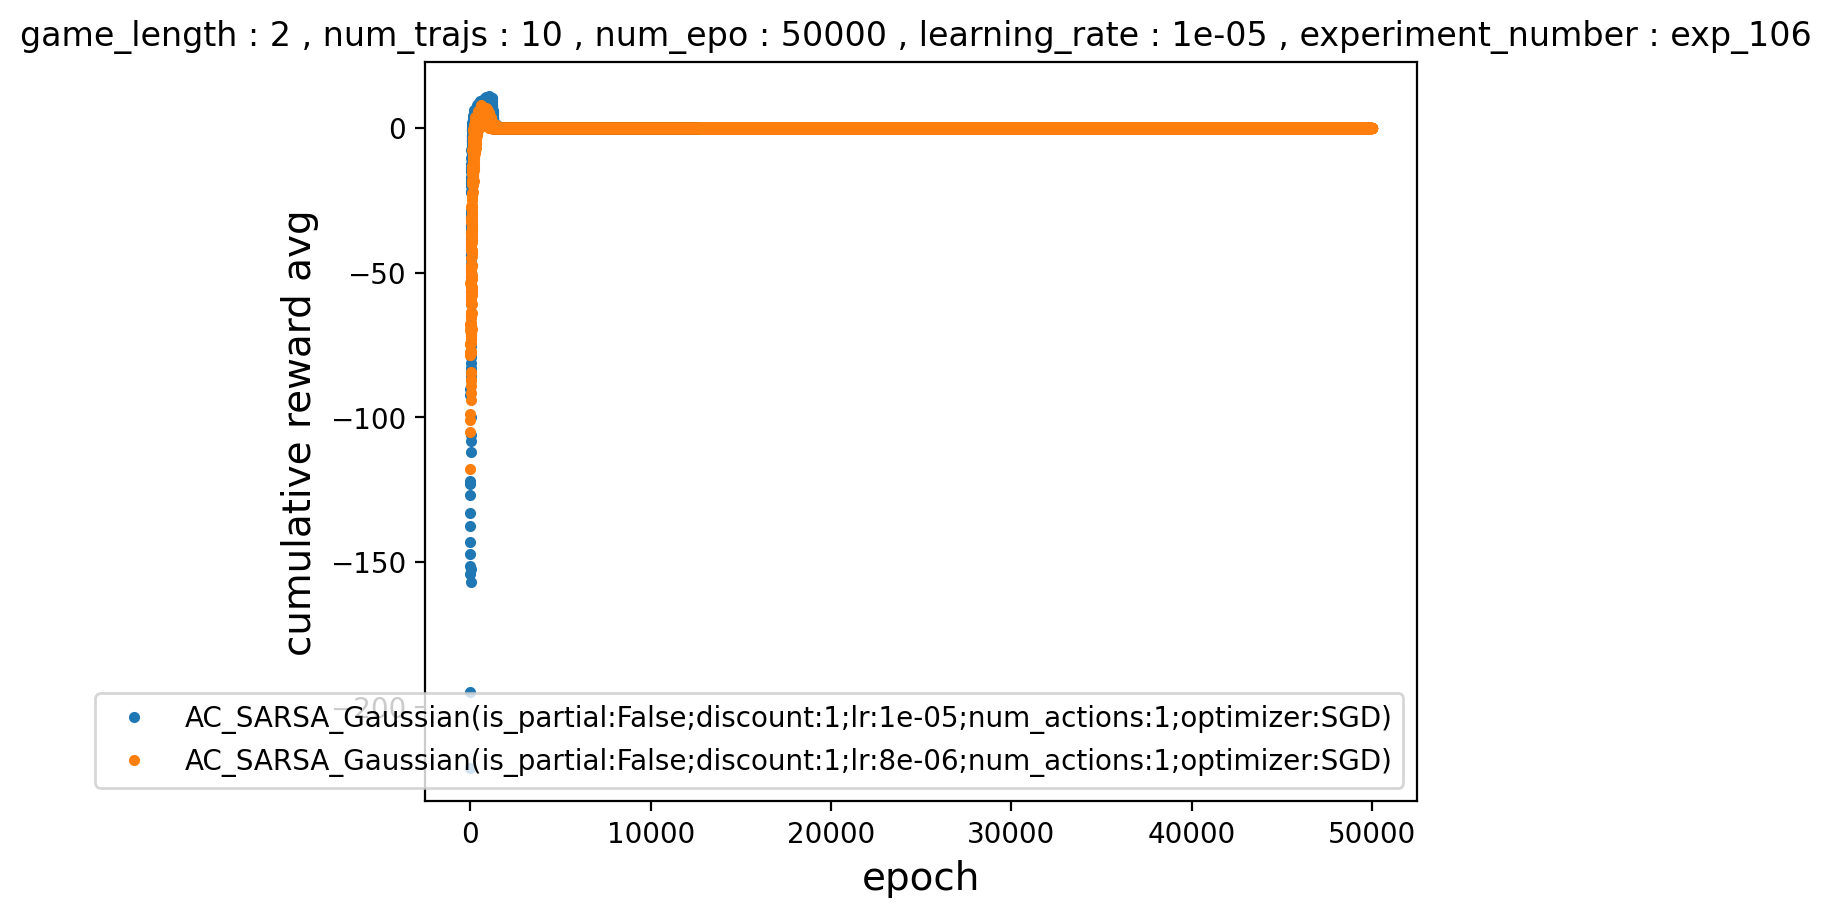 game_length : 2 , num_trajs : 10 , num_epo : 50000 , learning_rate : 1e-05 , experiment_number : exp_106
cumulative reward avg
0
−50
−100
−150
−200
AC_SARSA_Gaussian(is_partial:False;discount:1;lr:1e-05;num_actions:1;optimizer:SGD)
AC_SARSA_Gaussian(is_partial:False;discount:1;lr:8e-06;num_actions:1;optimizer:SGD)
0 10000 20000 30000 40000 50000
epoch